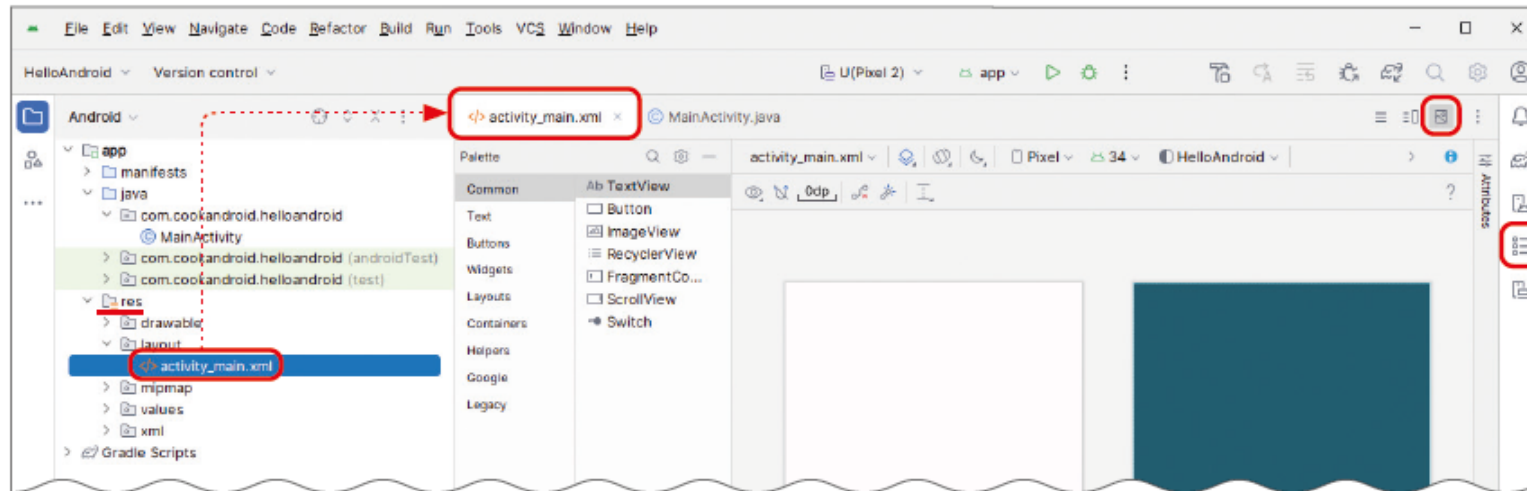 File Edit View Navigate Code Refactor Build Run Tools VCS Window Help
HelloAndroid Version control U(Pixel 2) app
Android
activity_main.xml MainActivity.java
app
manifests
java
com.cookandroid.helloandroid
MainActivity
com.cookandroid.helloandroid (androidTest)
com.cookandroid.helloandroid (test)
res
drawable
layout
activity_main.xml
mipmap
values
xml
Gradle Scripts
Palette
Common
Text
Buttons
Widgets
Layouts
Containers
Helpers
Google
Legacy
Ab TextView
Button
ImageView
RecyclerView
FragmentCo...
ScrollView
Switch
activity_main.xml Pixel 34 HelloAndroid
0dp
Attributes